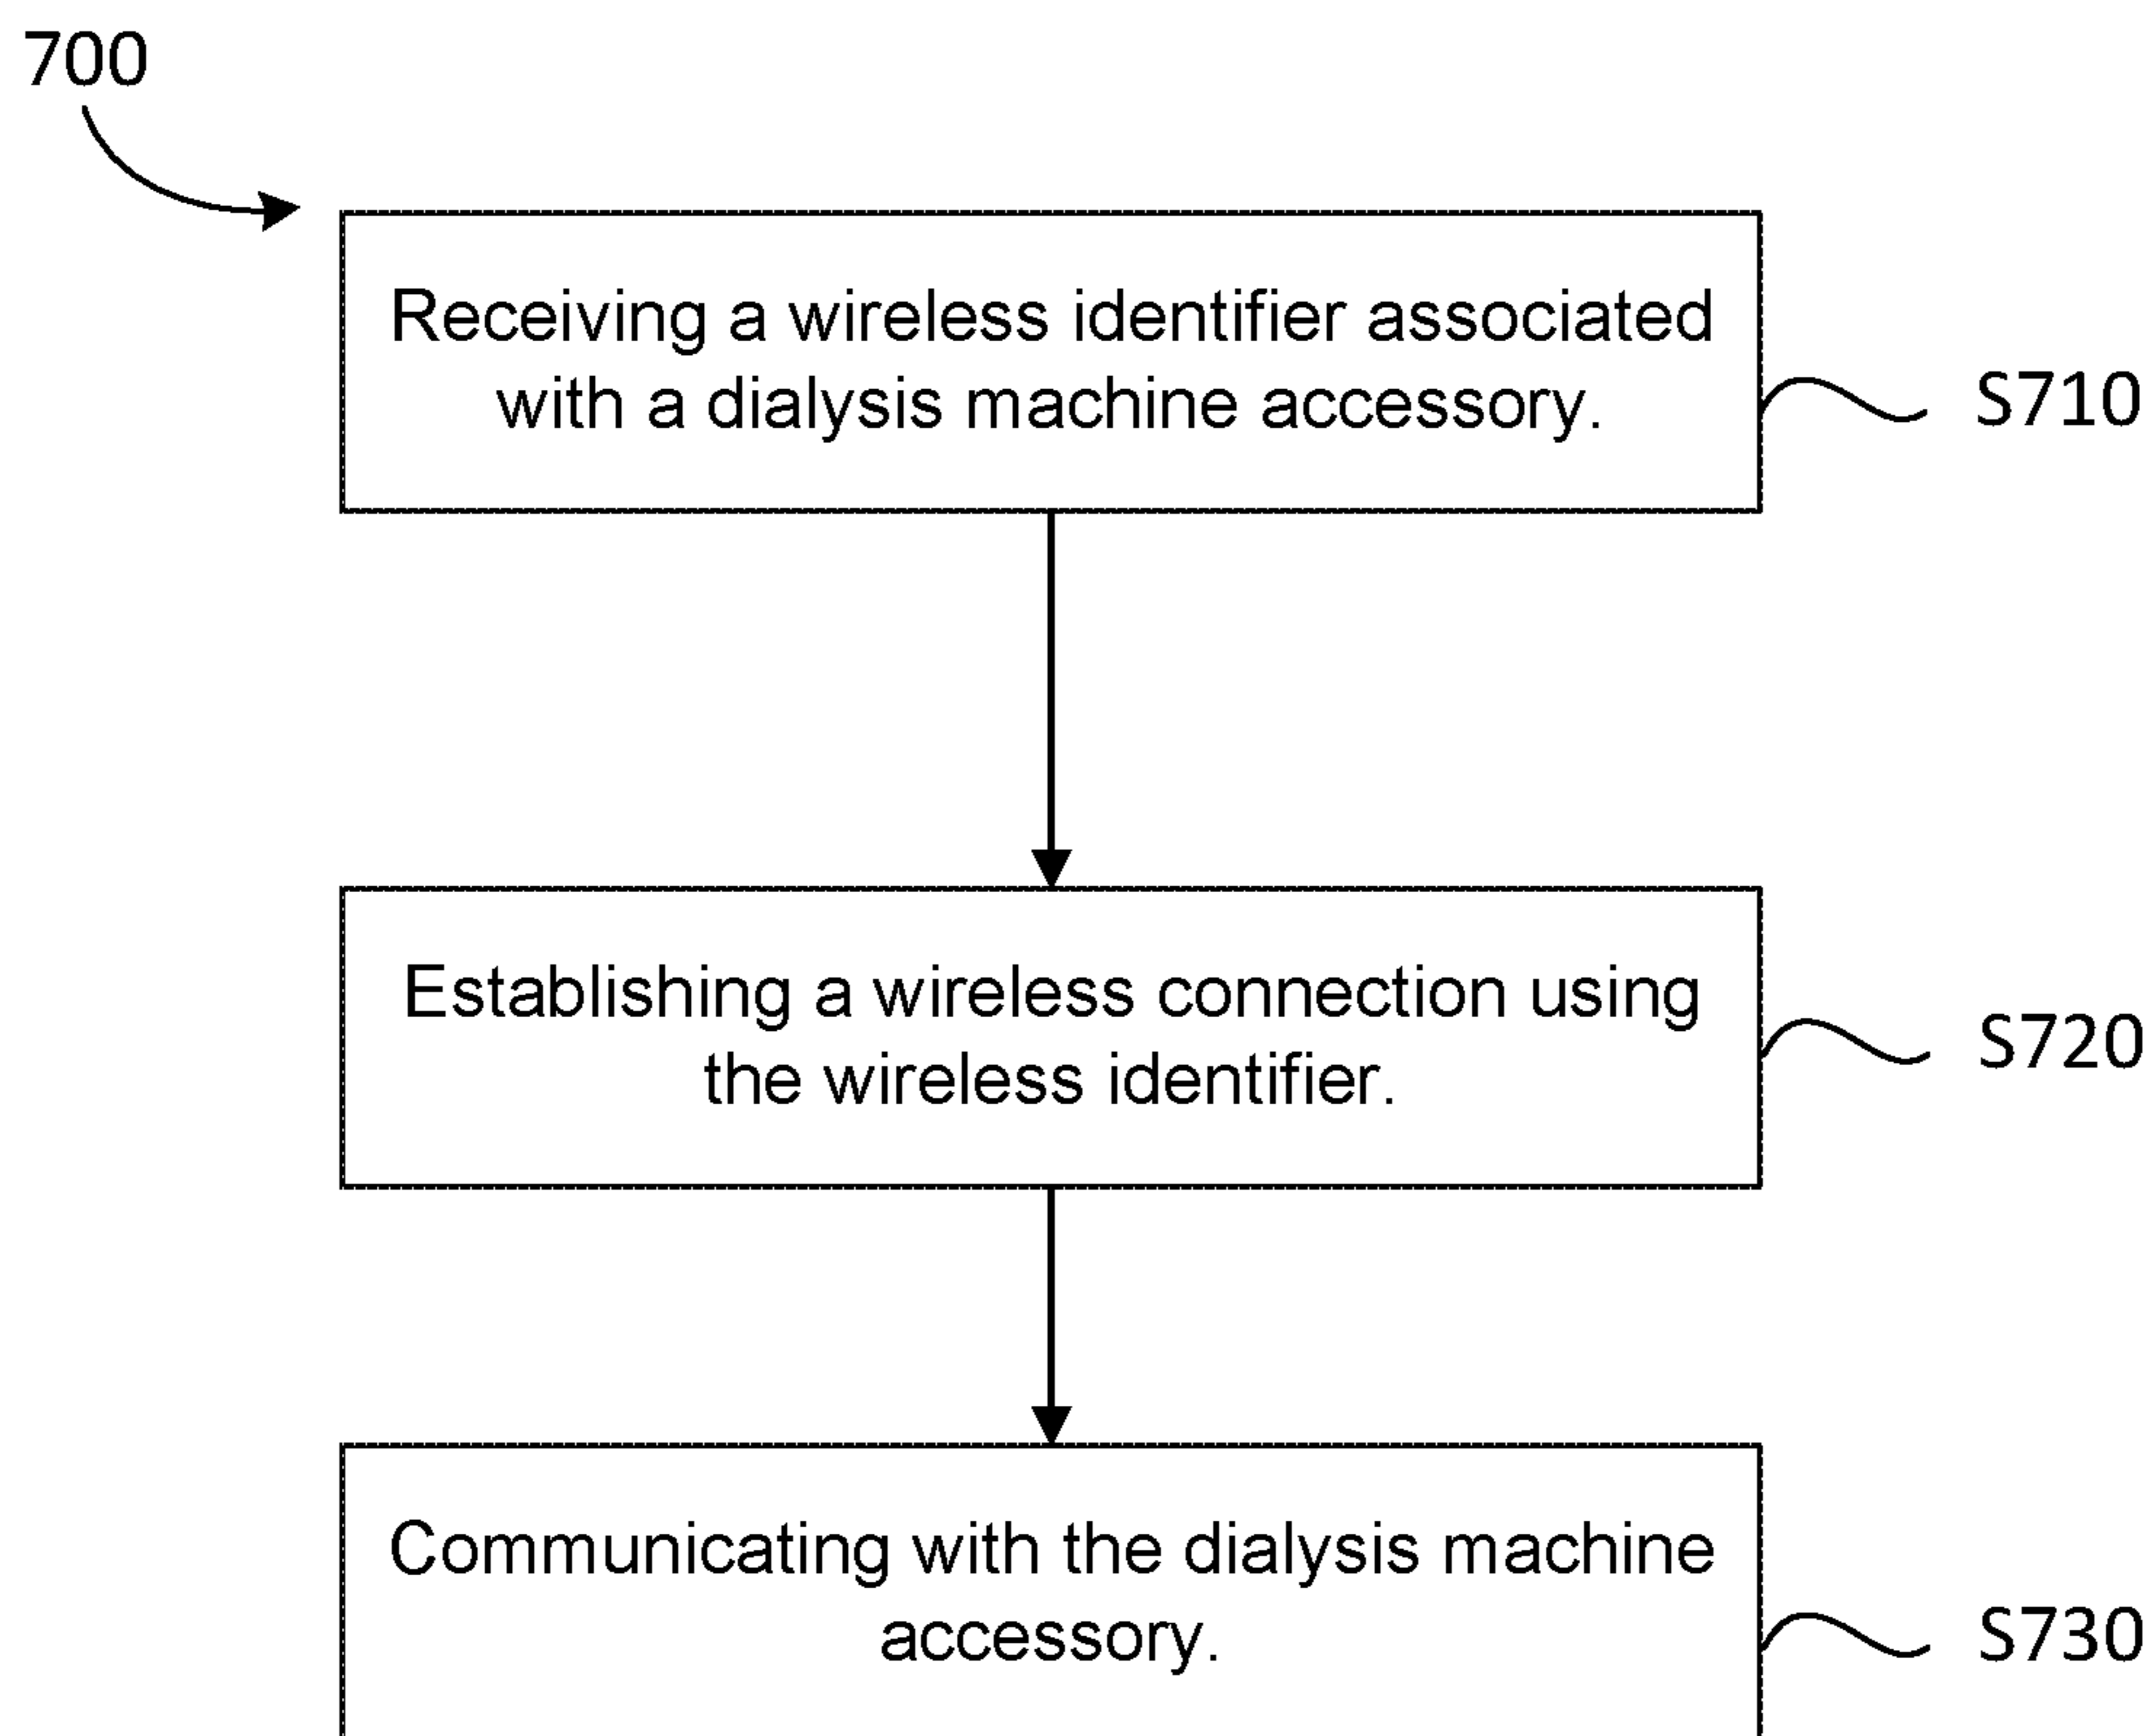 700
Receiving a wireless identifier associated
with a dialysis machine accessory.
S710
Establishing a wireless connection using
the wireless identifier.
S720
Communicating with the dialysis machine
accessory.
S730